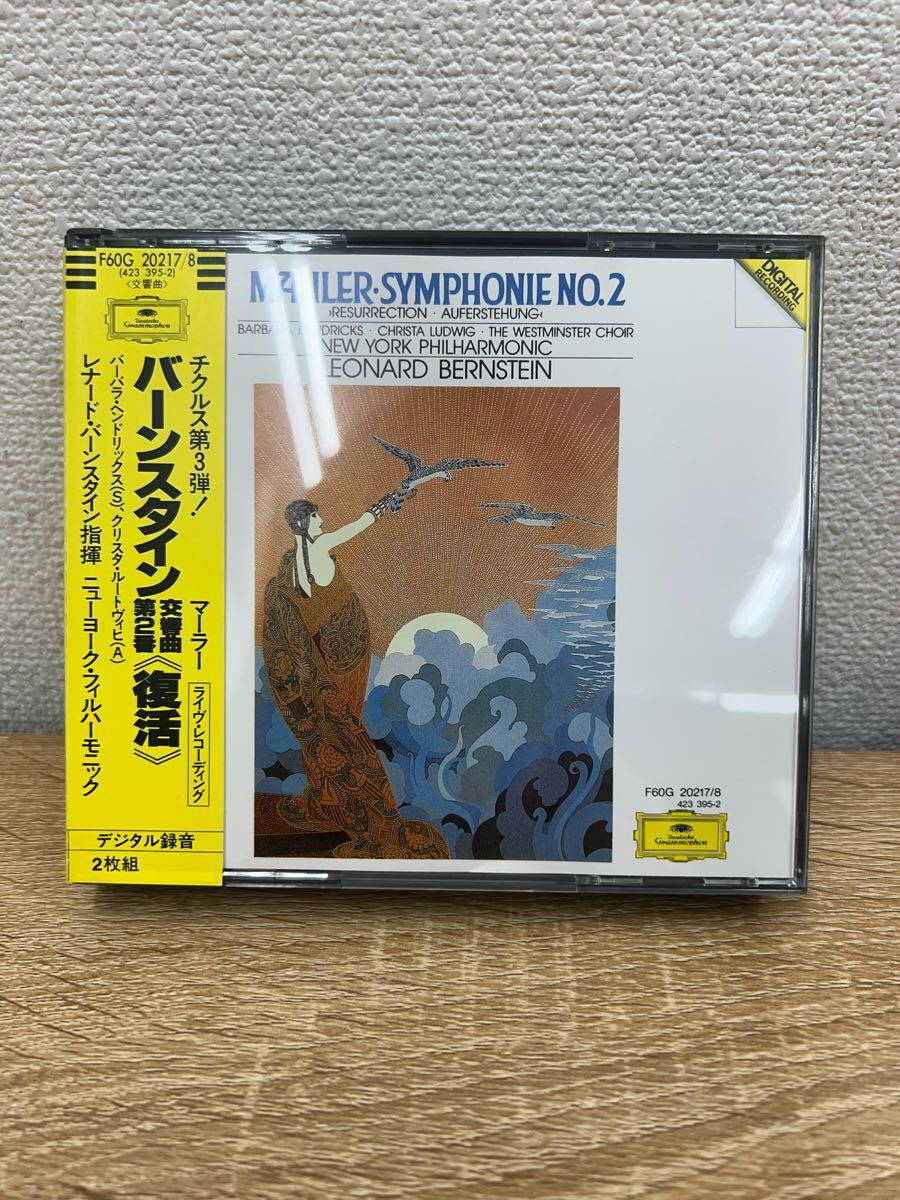 F60G 20217/8
(423 395-2)
〈交響曲〉
Deutsche
Grammophon
チクルス第3弾!
マーラー
ライヴ・レコーディング
バーンスタイン
交響曲
第2番
《復活》
バーバラ・ヘンドリックス(S)、クリスタ・ルートヴィヒ(A)
レナード・バーンスタイン指揮 ニューヨーク・フィルハーモニック
デジタル録音
2枚組
MAHLER·SYMPHONIE NO.2
›RESURRECTION · AUFERSTEHUNG‹
BARBARA HENDRICKS · CHRISTA LUDWIG · THE WESTMINSTER CHOIR
NEW YORK PHILHARMONIC
LEONARD BERNSTEIN
DIGITAL
RECORDING
F60G 20217/8
423 395-2
Deutsche
Grammophon